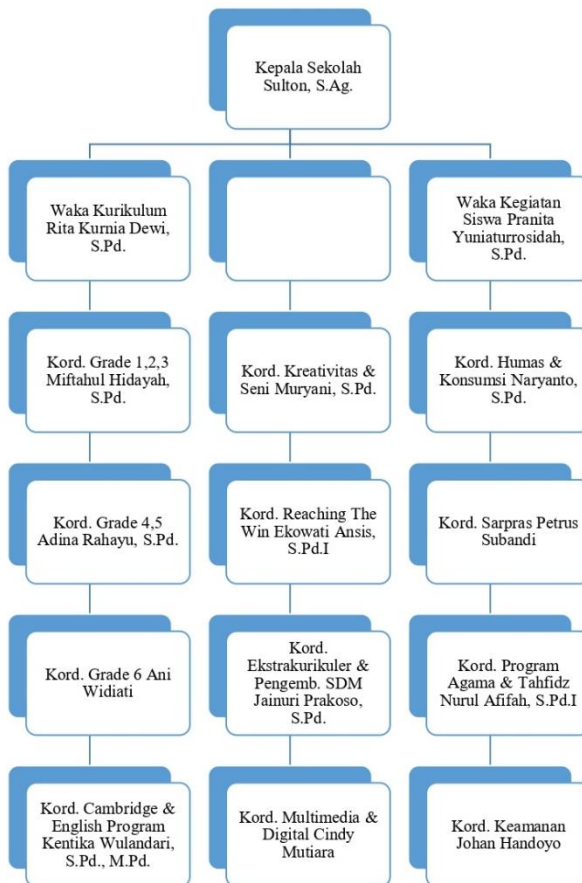 Kepala Sekolah
Sulton, S.Ag.
Waka Kurikulum
Rita Kurnia Dewi,
S.Pd.
Waka Kegiatan
Siswa Pranita
Yuniaturrosidah,
S.Pd.
Kord. Grade 1,2,3
Miftahul Hidayah,
S.Pd.
Kord. Kreativitas &
Seni Muryani, S.Pd.
Kord. Humas &
Konsumsi Naryanto,
S.Pd.
Kord. Grade 4,5
Adina Rahayu, S.Pd.
Kord. Reaching The
Win Ekowati Ansis,
S.Pd.I
Kord. Sarpras Petrus
Subandi
Kord. Grade 6 Ani
Widiati
Kord.
Ekstrakurikuler &
Pengemb. SDM
Jainuri Prakoso,
S.Pd.
Kord. Program
Agama & Tahfidz
Nurul Afifah, S.Pd.I
Kord. Cambridge &
English Program
Kentika Wulandari,
S.Pd., M.Pd.
Kord. Multimedia &
Digital Cindy
Mutiara
Kord. Keamanan
Johan Handoyo